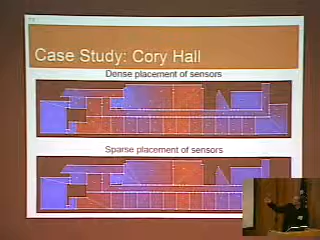 Case Study: Cory Hall
Dense placement of sensors
Sparse placement of sensors